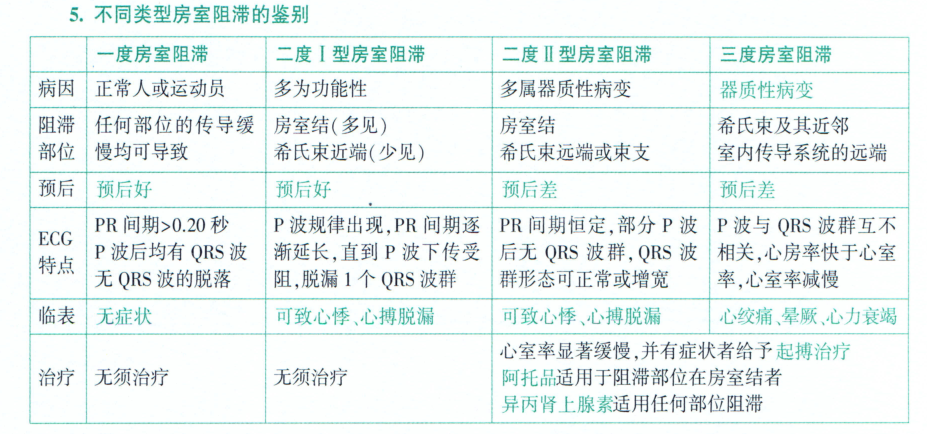 5. 不同类型房室阻滞的鉴别
一度房室阻滞 二度Ⅰ型房室阻滞 二度Ⅱ型房室阻滞 三度房室阻滞
病因 正常人或运动员 多为功能性 多属器质性病变 器质性病变
阻滞 任何部位的传导缓 房室结(多见) 房室结 希氏束及其近邻
部位 慢均可导致 希氏束近端(少见) 希氏束远端或束支 室内传导系统的远端
预后 预后好 预后好 预后差 预后差
PR 间期>0.20 秒 P 波规律出现,PR 间期逐 PR 间期恒定,部分 P 波 P 波与 QRS 波群互不
ECG P 波后均有 QRS 波 渐延长,直到 P 波下传受 后无 QRS 波群,QRS 波 相关,心房率快于心室
特点 无 QRS 波的脱落 阻,脱漏 1 个 QRS 波群 群形态可正常或增宽 率,心室率减慢
临表 无症状 可致心悸、心搏脱漏 可致心悸、心搏脱漏 心绞痛、晕厥、心力衰竭
心室率显著缓慢,并有症状者给予起搏治疗
治疗 无须治疗 无须治疗 阿托品适用于阻滞部位在房室结者
异丙肾上腺素适用任何部位阻滞